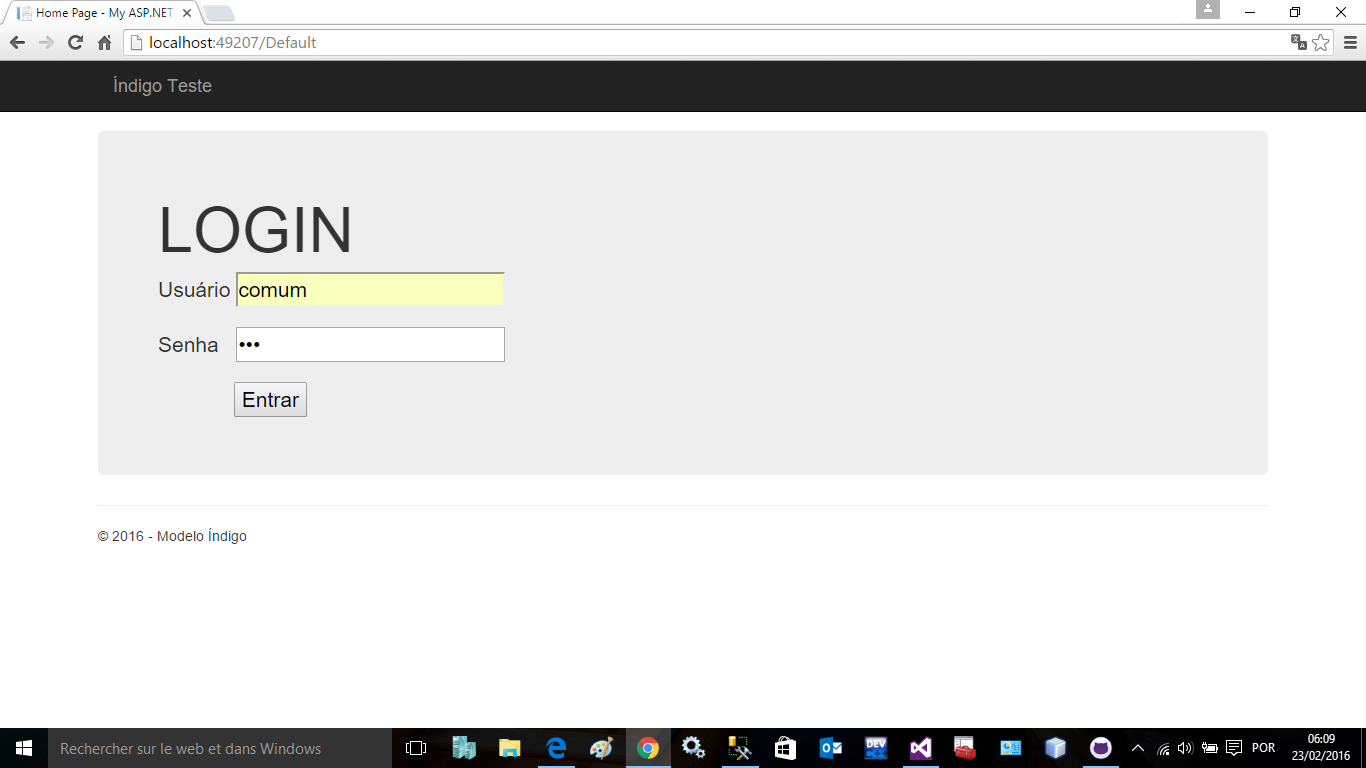 Home Page - My ASP.NET
localhost:49207/Default
Índigo Teste
LOGIN
Usuário comum
Senha •••
Entrar
© 2016 - Modelo Índigo
Rechercher sur le web et dans Windows
DEV
C++
POR
06:09
23/02/2016